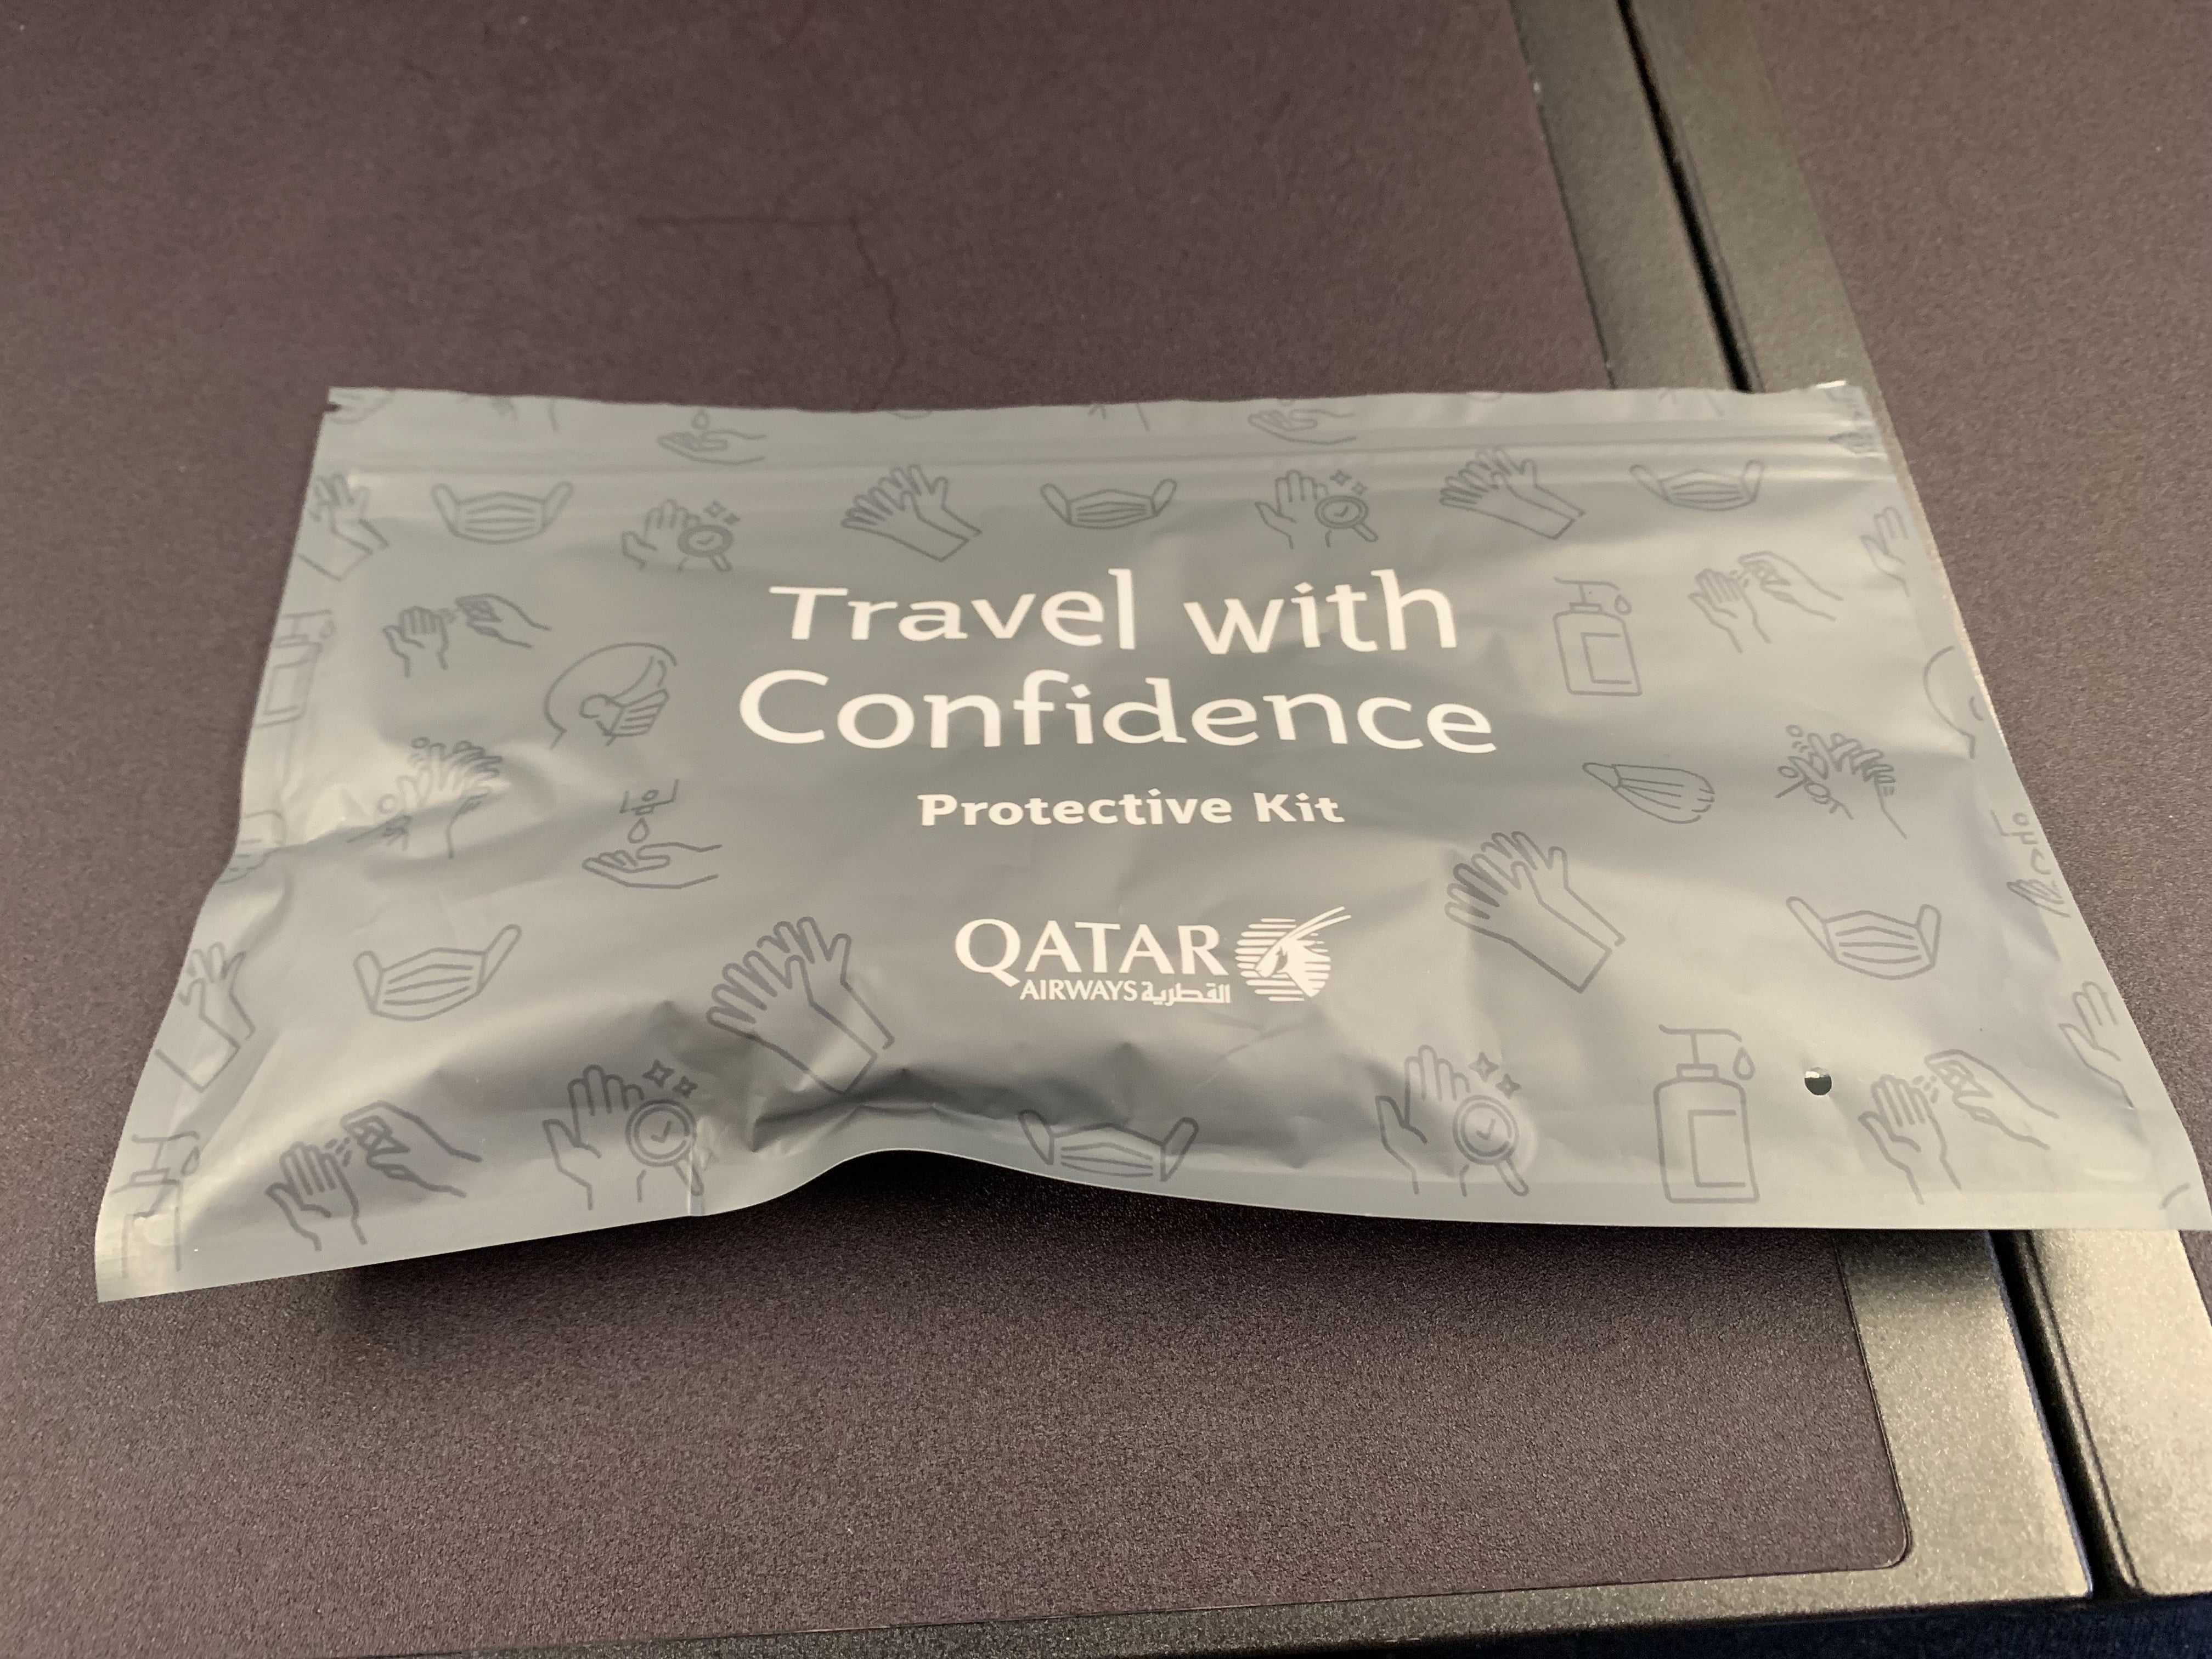 Travel with
Confidence
Protective Kit
QATAR
AIRWAYS القطرية